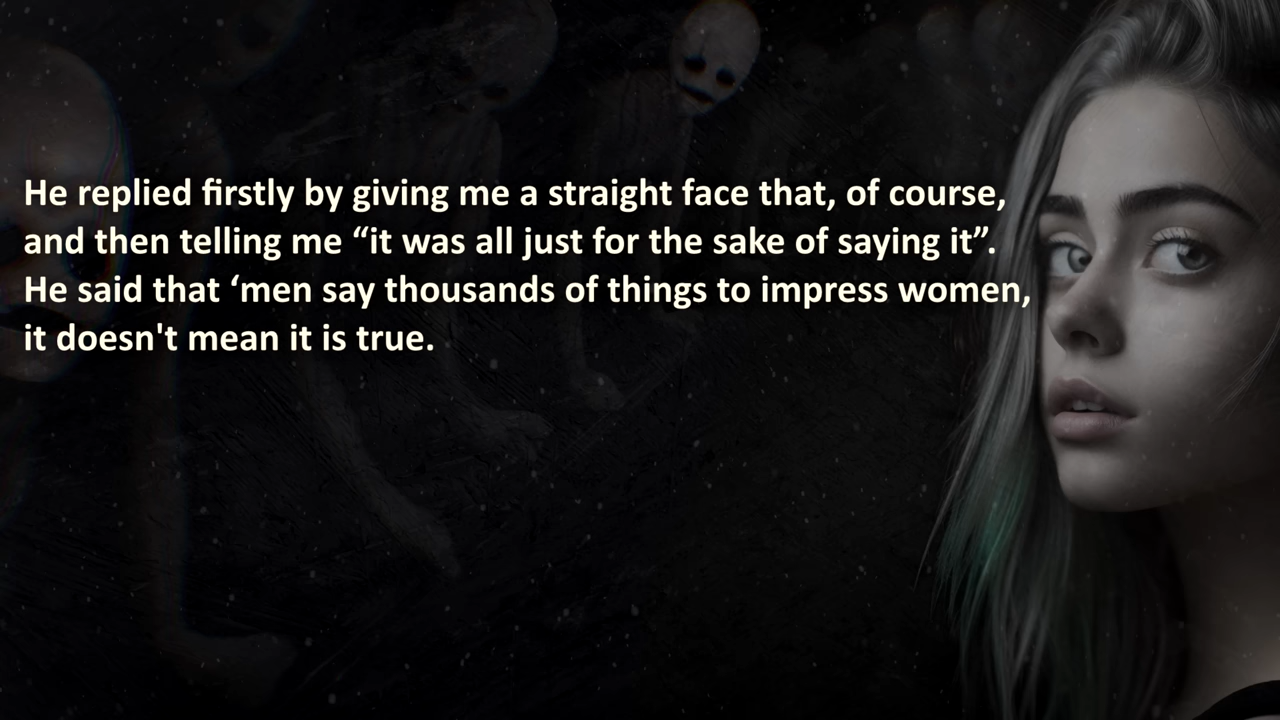 He replied firstly by giving me a straight face that, of course,
and then telling me “it was all just for the sake of saying it”.
He said that ‘men say thousands of things to impress women,
it doesn't mean it is true.